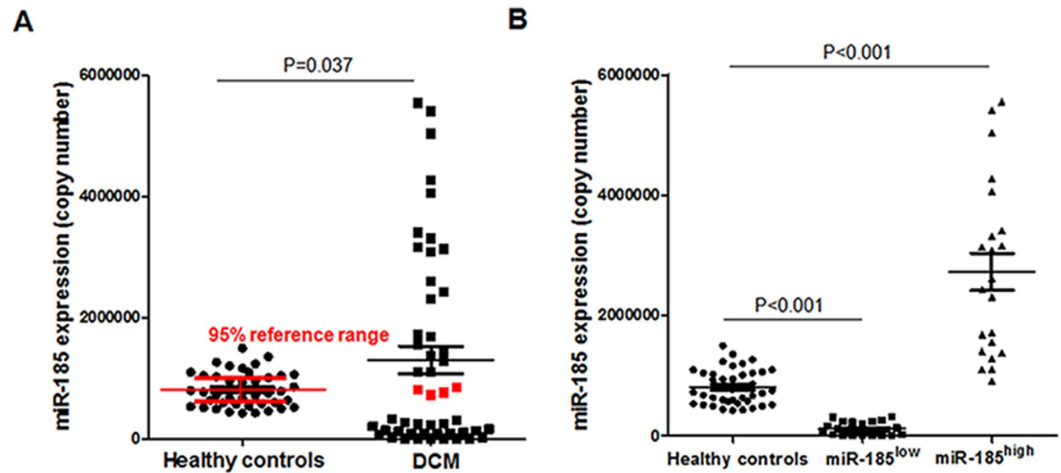 A
miR-185 expression (copy number)
6000000
4000000
2000000
0
P=0.037
95% reference range
Healthy controls
DCM
B
miR-185 expression (copy number)
6000000
4000000
2000000
0
P<0.001
P<0.001
Healthy controls
miR-185low
miR-185high